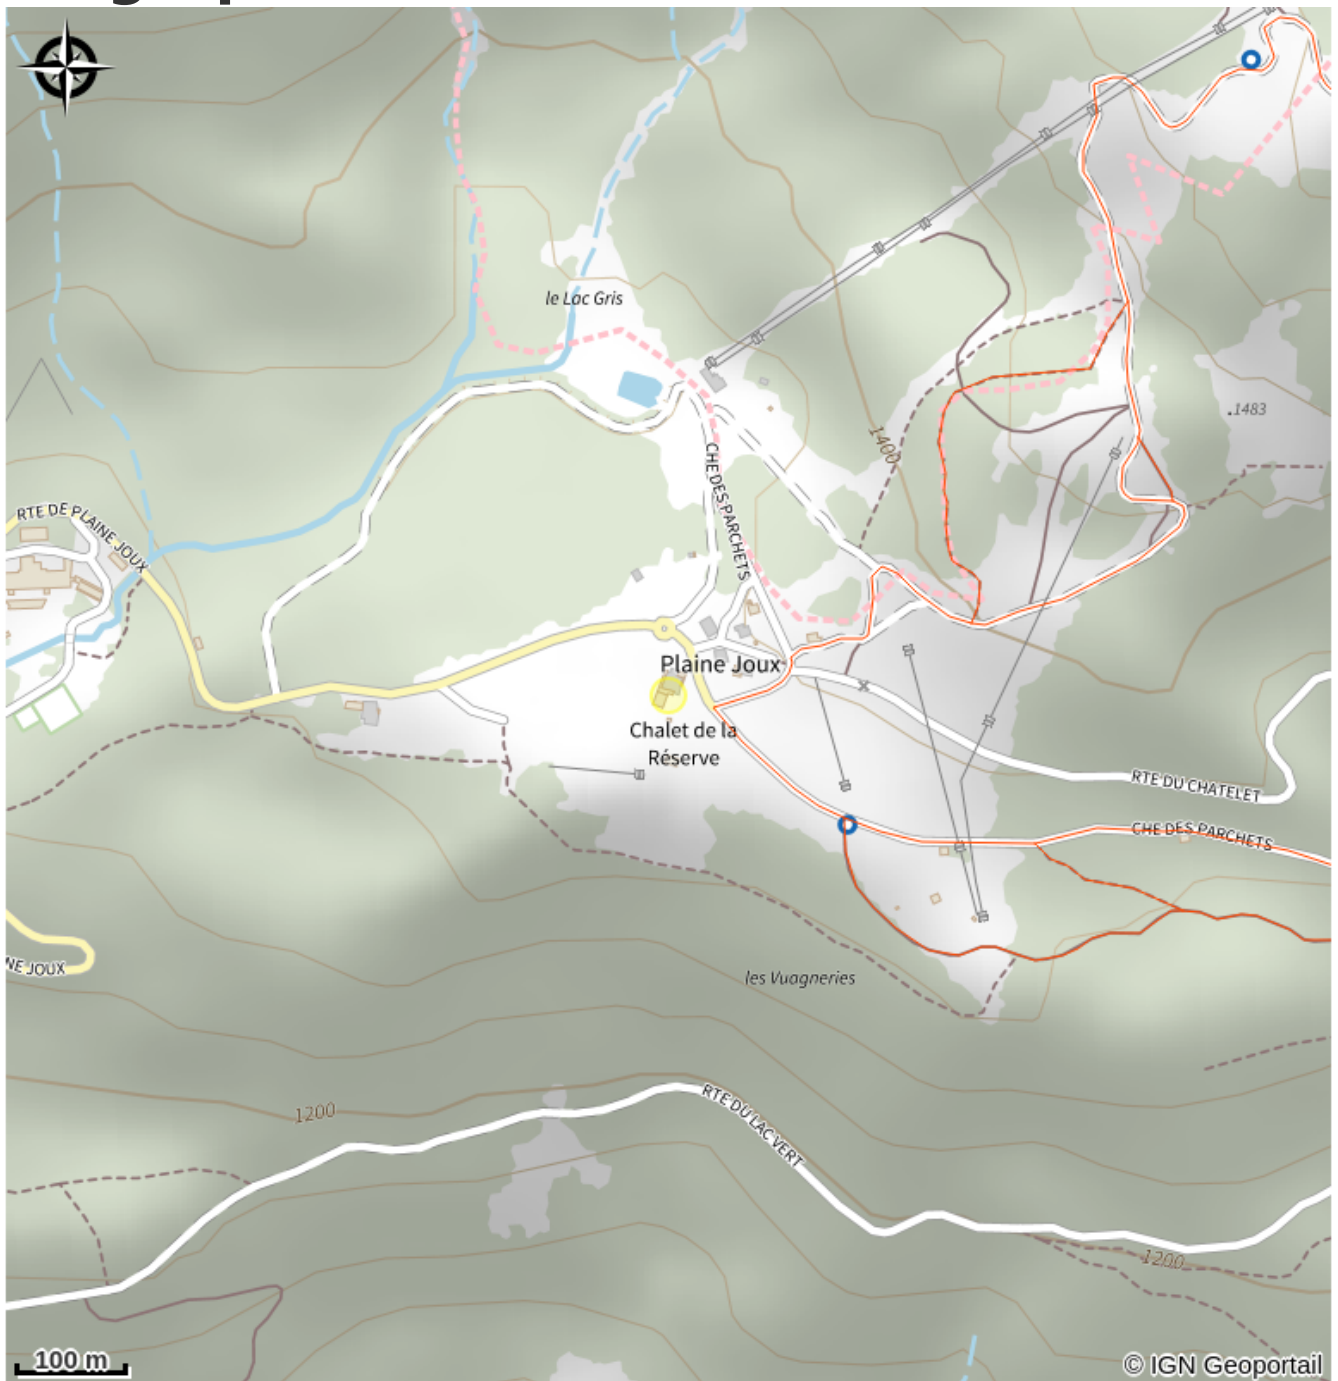 le Lac Gris
1483
1400
CHE DES PARCHETS
RTE DE PLAINE JOUX
Plaine Joux
Chalet de la
Réserve
RTE DU CHATELET
CHE DES PARCHETS
NE JOUX
les Vuagneries
1200
RTE DU LAC VERT
1200
100 m
© IGN Geoportail